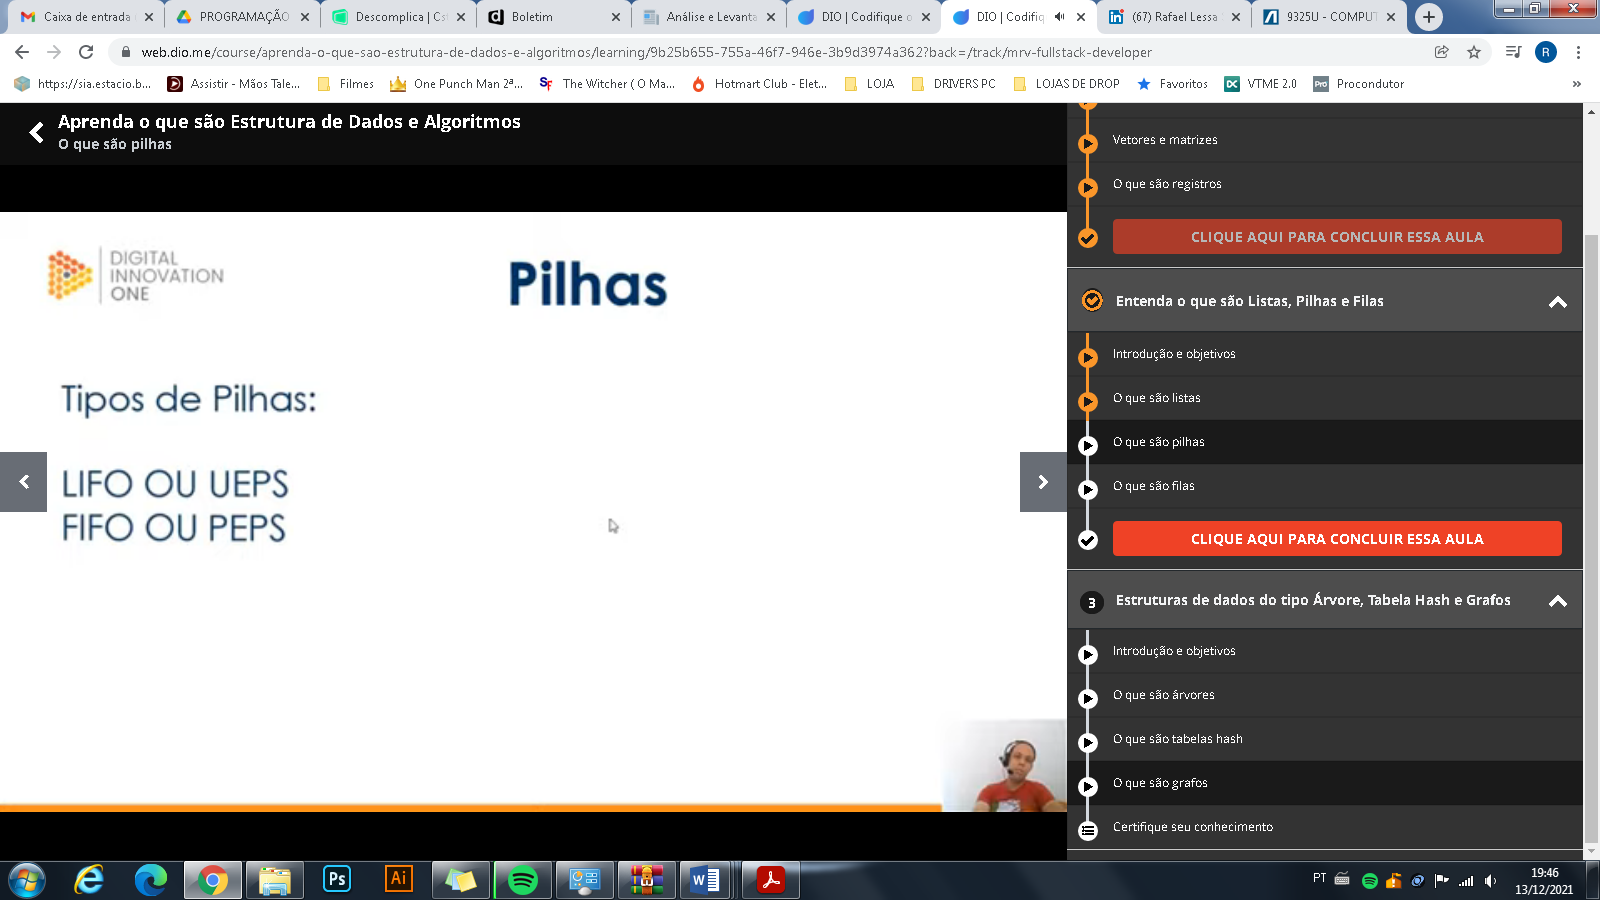 Caixa de entrada
PROGRAMAÇÃO
Descomplica | Cst
Boletim
Análise e Levanta
DIO | Codifique o
DIO | Codifiq
(67) Rafael Lessa
9325U - COMPUT
web.dio.me/course/aprenda-o-que-sao-estrutura-de-dados-e-algoritmos/learning/9b25b655-755a-46f7-946e-3b9d3974a362?back=/track/mrv-fullstack-developer
R
https://sia.estacio.b...
Assistir - Mãos Tale...
Filmes
One Punch Man 2ª...
The Witcher ( O Ma...
Hotmart Club - Elet...
LOJA
DRIVERS PC
LOJAS DE DROP
Favoritos
VTME 2.0
Procondutor
Aprenda o que são Estrutura de Dados e Algoritmos
O que são pilhas
DIGITAL
INNOVATION
ONE
Pilhas
Tipos de Pilhas:
LIFO OU UEPS
FIFO OU PEPS
Vetores e matrizes
O que são registros
CLIQUE AQUI PARA CONCLUIR ESSA AULA
Entenda o que são Listas, Pilhas e Filas
Introdução e objetivos
O que são listas
O que são pilhas
O que são filas
CLIQUE AQUI PARA CONCLUIR ESSA AULA
3 Estruturas de dados do tipo Árvore, Tabela Hash e Grafos
Introdução e objetivos
O que são árvores
O que são tabelas hash
O que são grafos
Certifique seu conhecimento
Ps
Ai
PT
19:46
13/12/2021